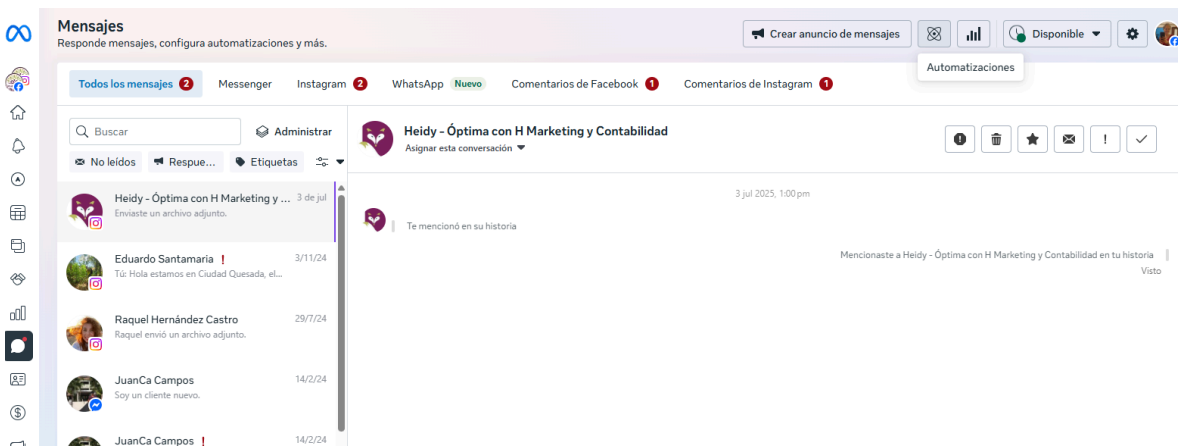 Mensajes
Responde mensajes, configura automatizaciones y más.
Crear anuncio de mensajes
Disponible
Automatizaciones
Todos los mensajes 2
Messenger
Instagram 2
WhatsApp Nuevo
Comentarios de Facebook 1
Comentarios de Instagram 1
Buscar
Administrar
No leídos
Respue...
Etiquetas
Heidy - Óptima con H Marketing y ... 3 de jul
Enviaste un archivo adjunto.
Eduardo Santamaria ! 3/11/24
Tú: Hola estamos en Ciudad Quesada, el...
Raquel Hernández Castro 29/7/24
Raquel envió un archivo adjunto.
JuanCa Campos 14/2/24
Soy un cliente nuevo.
JuanCa Campos ! 14/2/24
Heidy - Óptima con H Marketing y Contabilidad
Asignar esta conversación
3 jul 2025, 1:00 pm
Te mencionó en su historia
Mencionaste a Heidy - Óptima con H Marketing y Contabilidad en tu historia
Visto